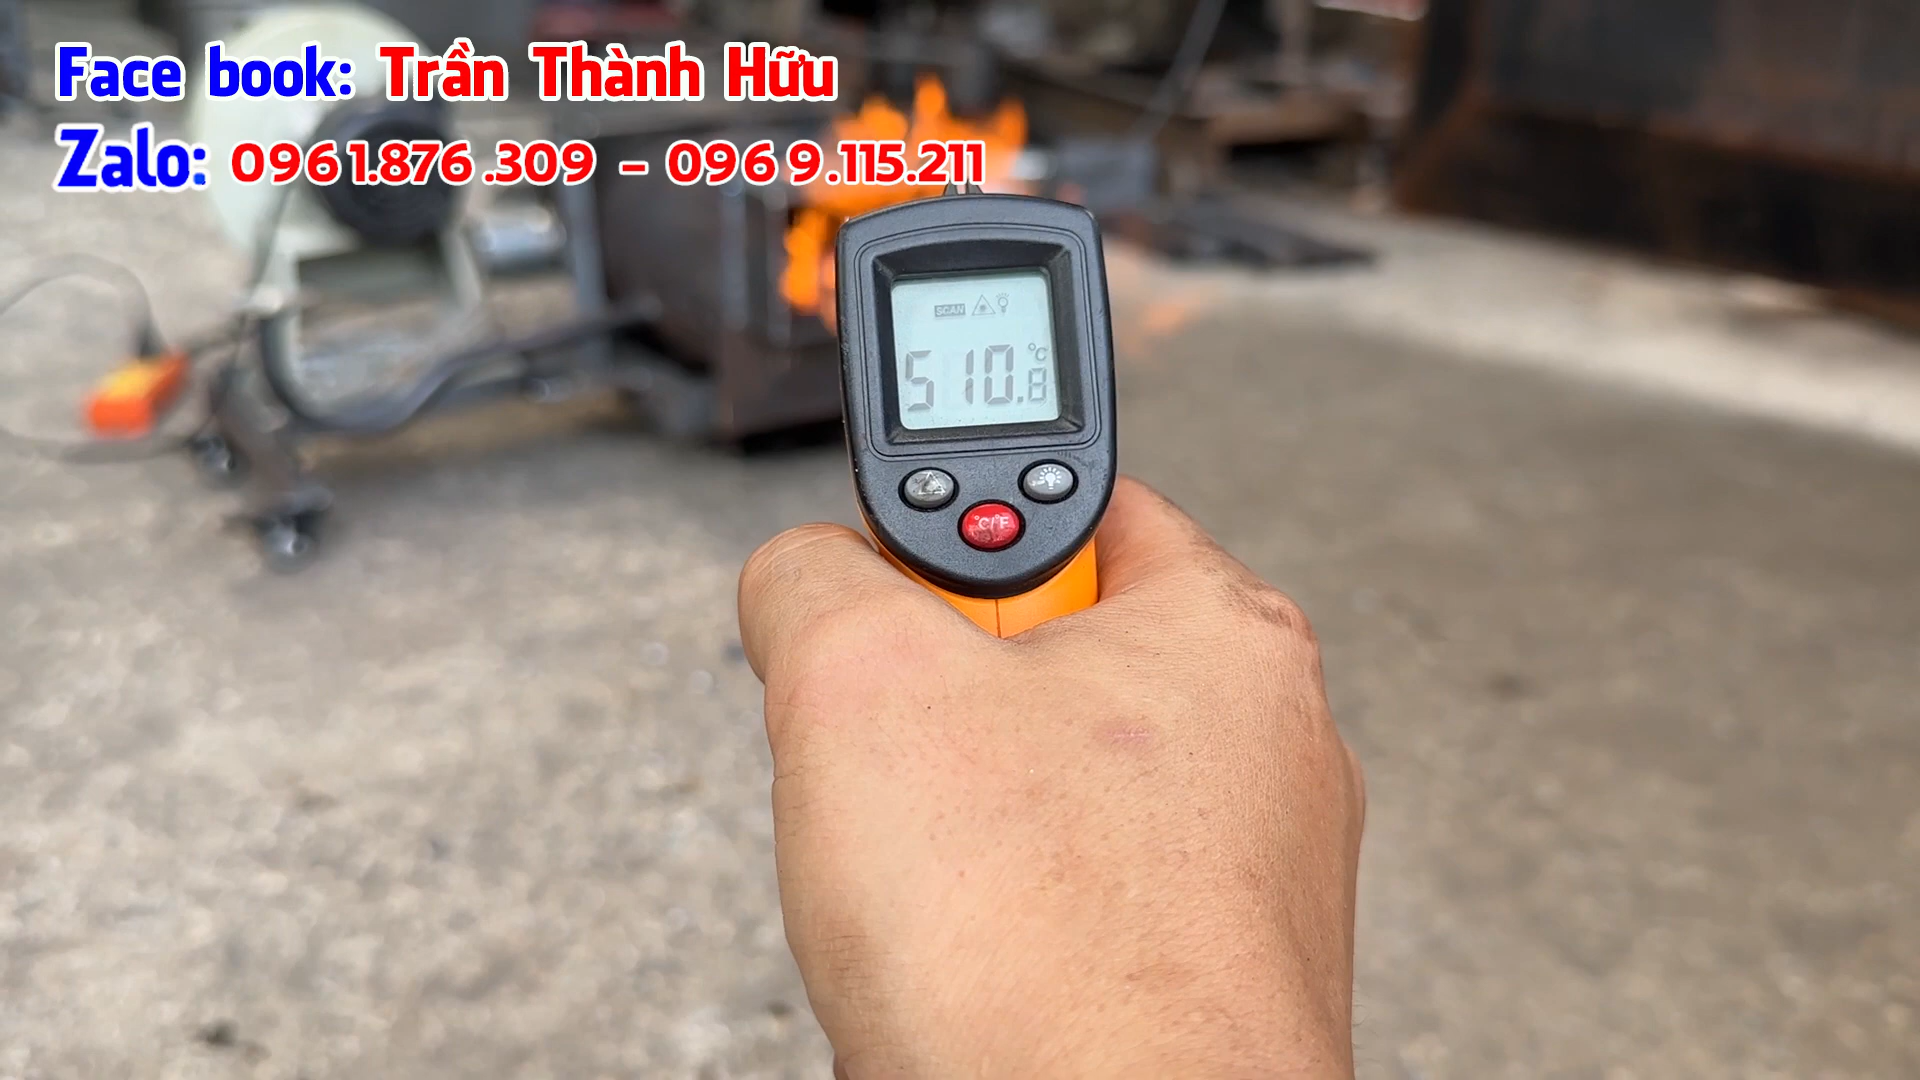 Face book: Trần Thành Hữu
Zalo: 0961.876.309 - 0969.115.211
SCAN
510.8 °C
°C/°F